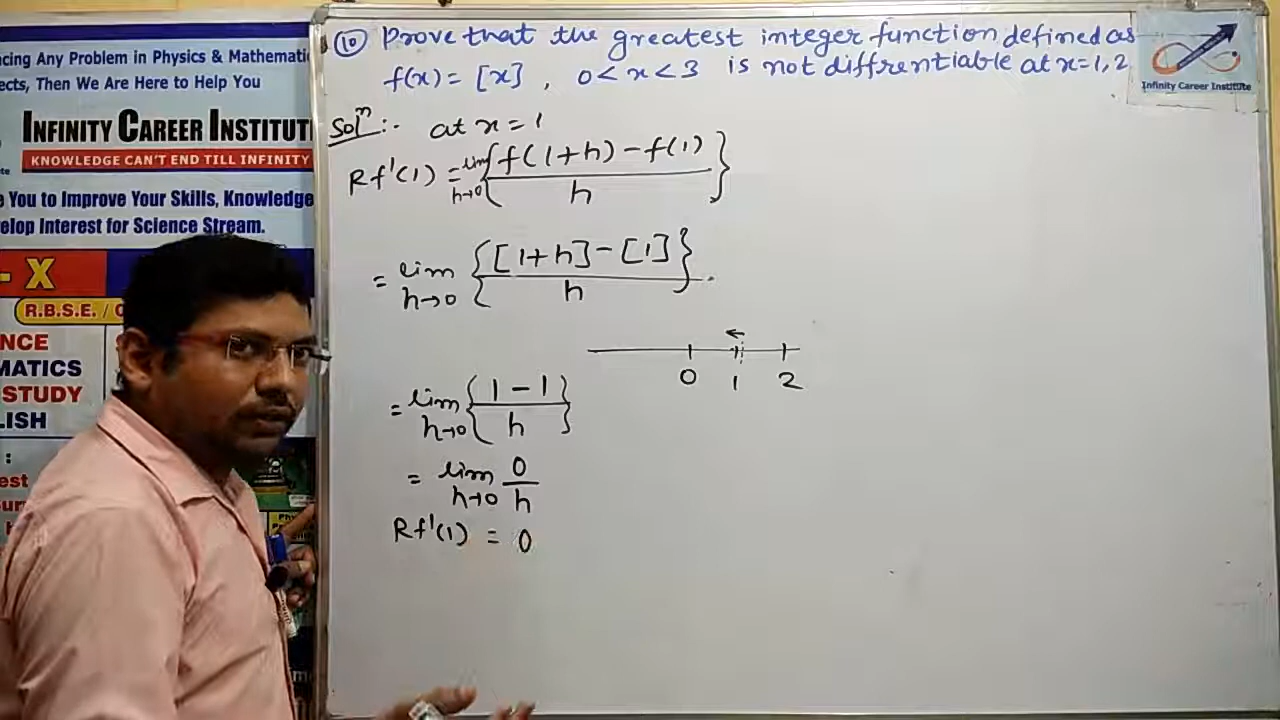 ⑩ Prove that the greatest integer function defined as
f(x) = [x] , 0 < x < 3 is not diffrentiable at x=1,2
Solⁿ :- at x = 1
Rf'(1) = lim h→0 { f(1+h) - f(1) / h }
= lim h→0 { [1+h] - [1] / h }
0 1 2
= lim h→0 { 1 - 1 / h }
= lim h→0 0/h
Rf'(1) = 0
Infinity Career Institute
cing Any Problem in Physics & Mathemati
ects, Then We Are Here to Help You
INFINITY CAREER INSTITUT
KNOWLEDGE CAN'T END TILL INFINITY
te
e You to Improve Your Skills, Knowledge
elop Interest for Science Stream.
- X
R.B.S.E. / C
NCE
MATICS
STUDY
LISH
:
est